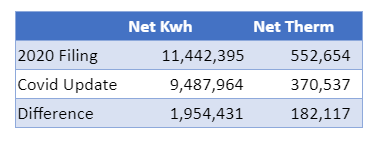 Net Kwh Net Therm
2020 Filing 11,442,395 552,654
Covid Update 9,487,964 370,537
Difference 1,954,431 182,117